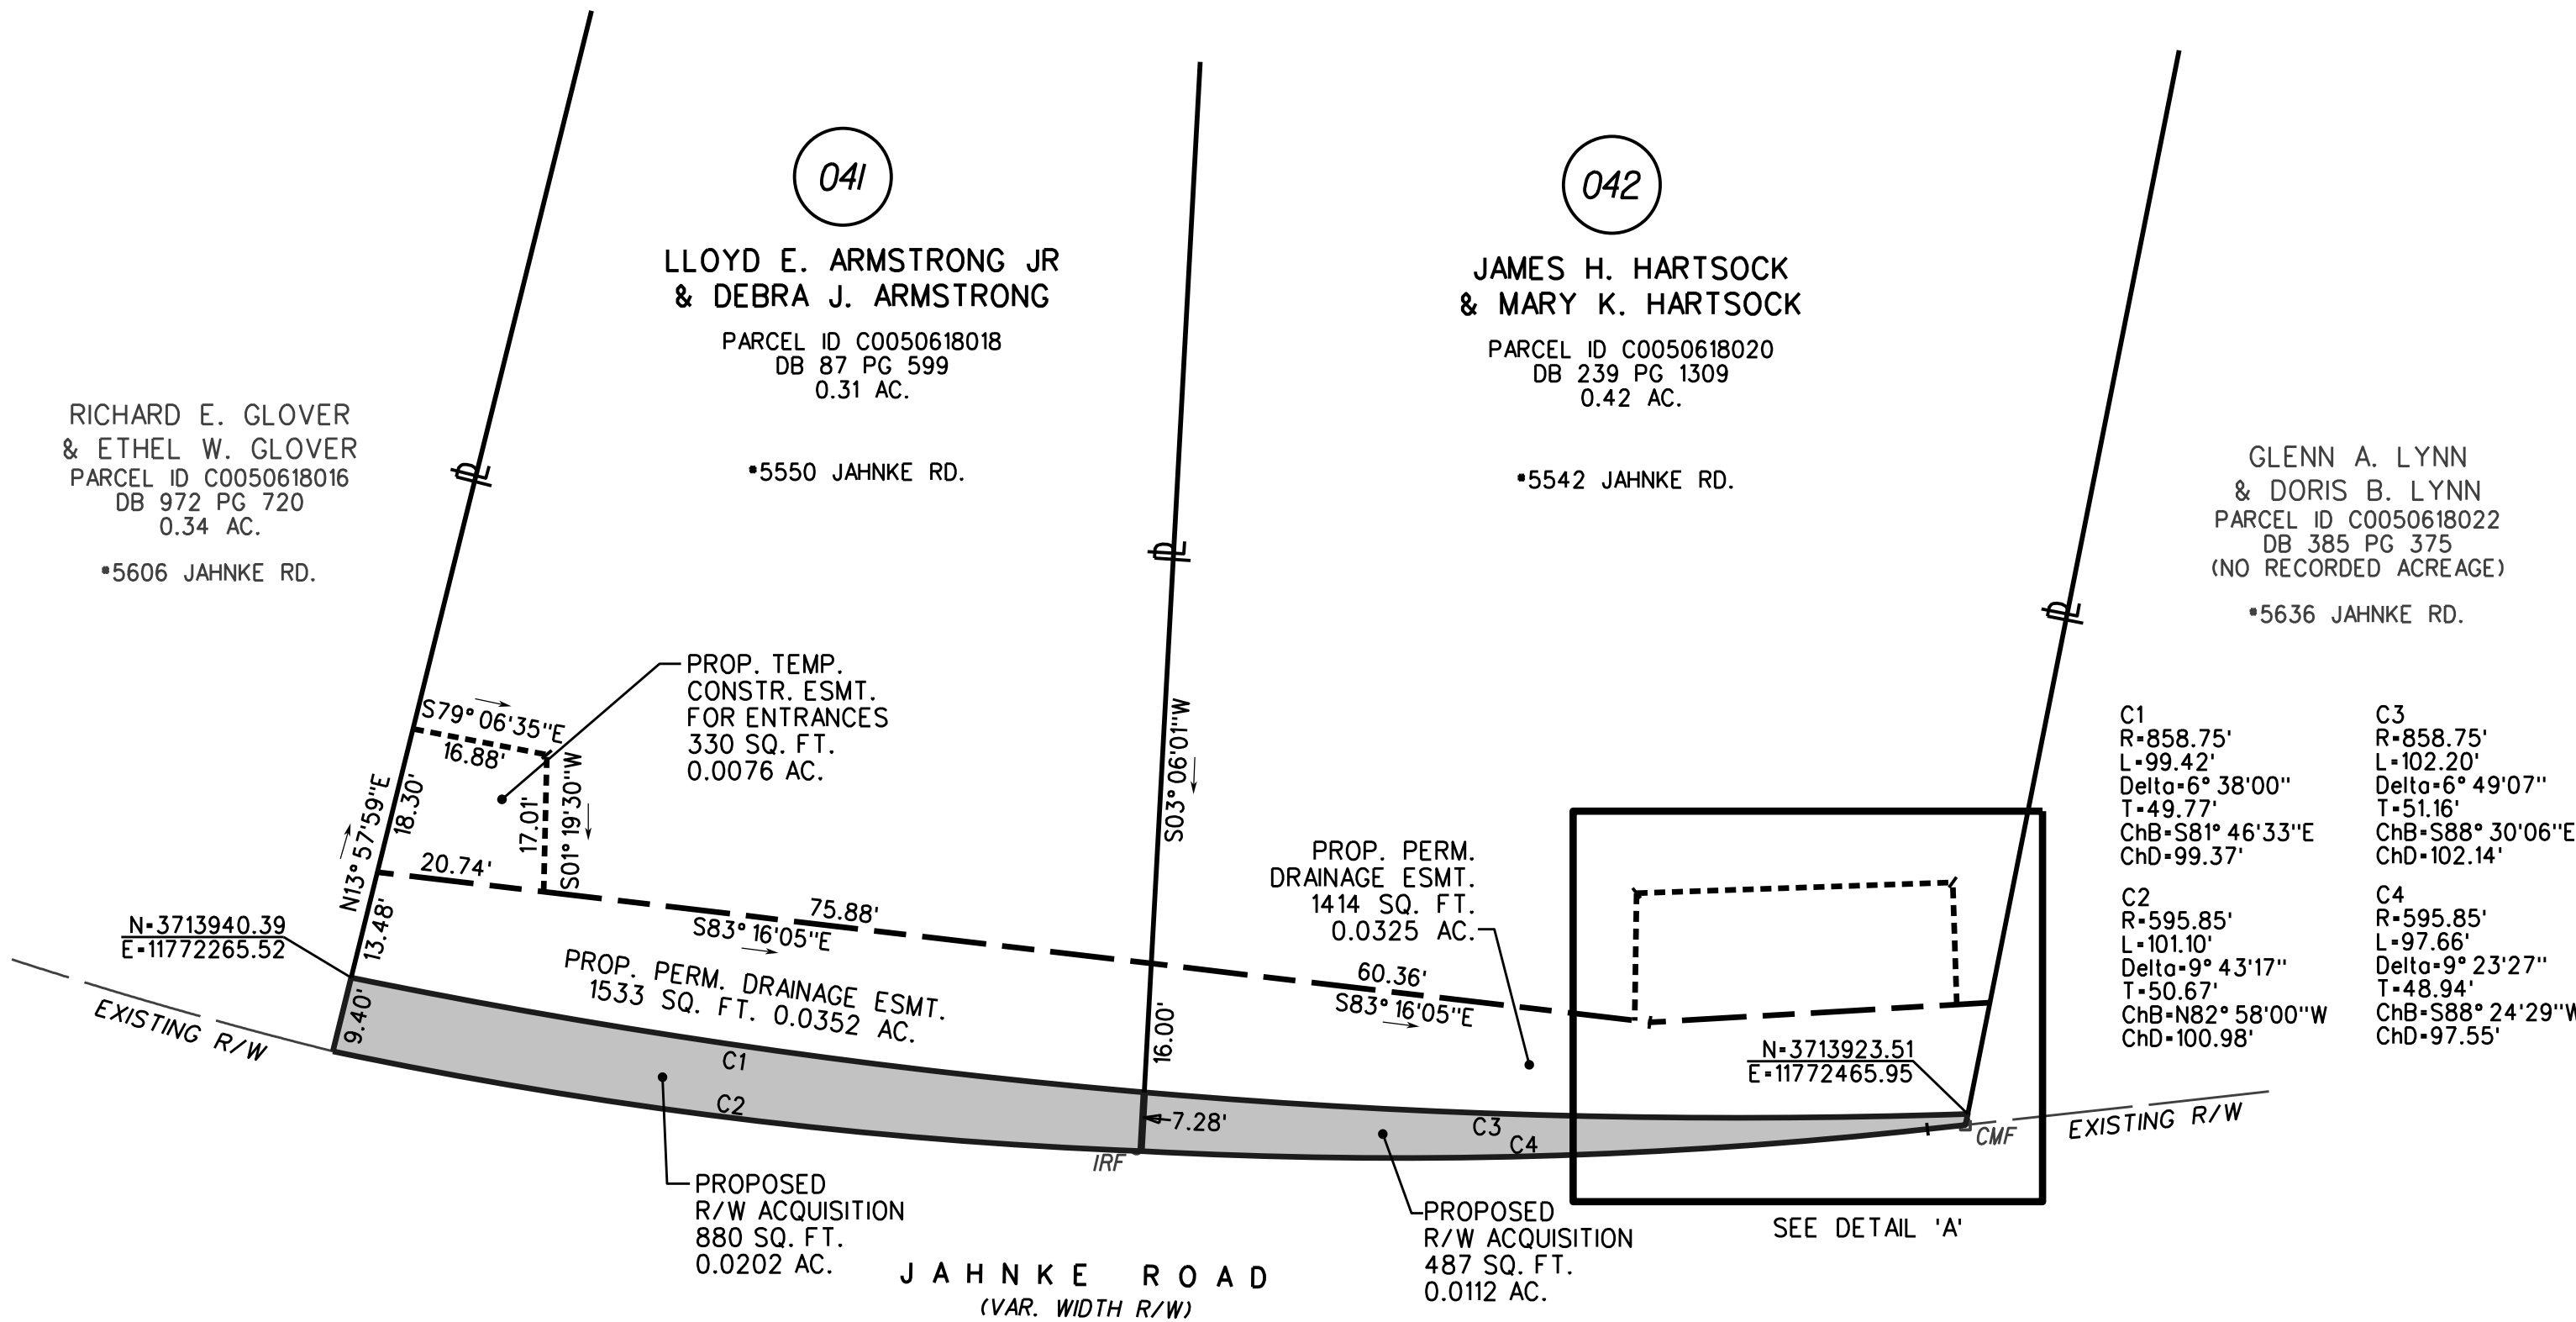 041
LLOYD E. ARMSTRONG JR
& DEBRA J. ARMSTRONG
PARCEL ID C0050618018
DB 87 PG 599
0.31 AC.
*5550 JAHNKE RD.
042
JAMES H. HARTSOCK
& MARY K. HARTSOCK
PARCEL ID C0050618020
DB 239 PG 1309
0.42 AC.
*5542 JAHNKE RD.
RICHARD E. GLOVER
& ETHEL W. GLOVER
PARCEL ID C0050618016
DB 972 PG 720
0.34 AC.
*5606 JAHNKE RD.
GLENN A. LYNN
& DORIS B. LYNN
PARCEL ID C0050618022
DB 385 PG 375
(NO RECORDED ACREAGE)
*5636 JAHNKE RD.
PROP. TEMP.
CONSTR. ESMT.
FOR ENTRANCES
330 SQ. FT.
0.0076 AC.
S79°06'35"E
16.88'
17.01'
S01°19'30"W
N13°57'59"E
18.30'
13.48'
9.40'
20.74'
75.88'
S83°16'05"E
S03°06'01"W
16.00'
7.28'
N=3713940.39
E=11772265.52
EXISTING R/W
PROP. PERM. DRAINAGE ESMT.
1533 SQ. FT. 0.0352 AC.
C1
C2
PROP. PERM.
DRAINAGE ESMT.
1414 SQ. FT.
0.0325 AC.
60.36'
S83°16'05"E
N=3713923.51
E=11772465.95
C3
C4
IRF
CMF
EXISTING R/W
SEE DETAIL 'A'
PROPOSED
R/W ACQUISITION
880 SQ. FT.
0.0202 AC.
PROPOSED
R/W ACQUISITION
487 SQ. FT.
0.0112 AC.
JAHNKE ROAD
(VAR. WIDTH R/W)
C1
R=858.75'
L=99.42'
Delta=6°38'00"
T=49.77'
ChB=S81°46'33"E
ChD=99.37'
C2
R=595.85'
L=101.10'
Delta=9°43'17"
T=50.67'
ChB=N82°58'00"W
ChD=100.98'
C3
R=858.75'
L=102.20'
Delta=6°49'07"
T=51.16'
ChB=S88°30'06"E
ChD=102.14'
C4
R=595.85'
L=97.66'
Delta=9°23'27"
T=48.94'
ChB=S88°24'29"W
ChD=97.55'